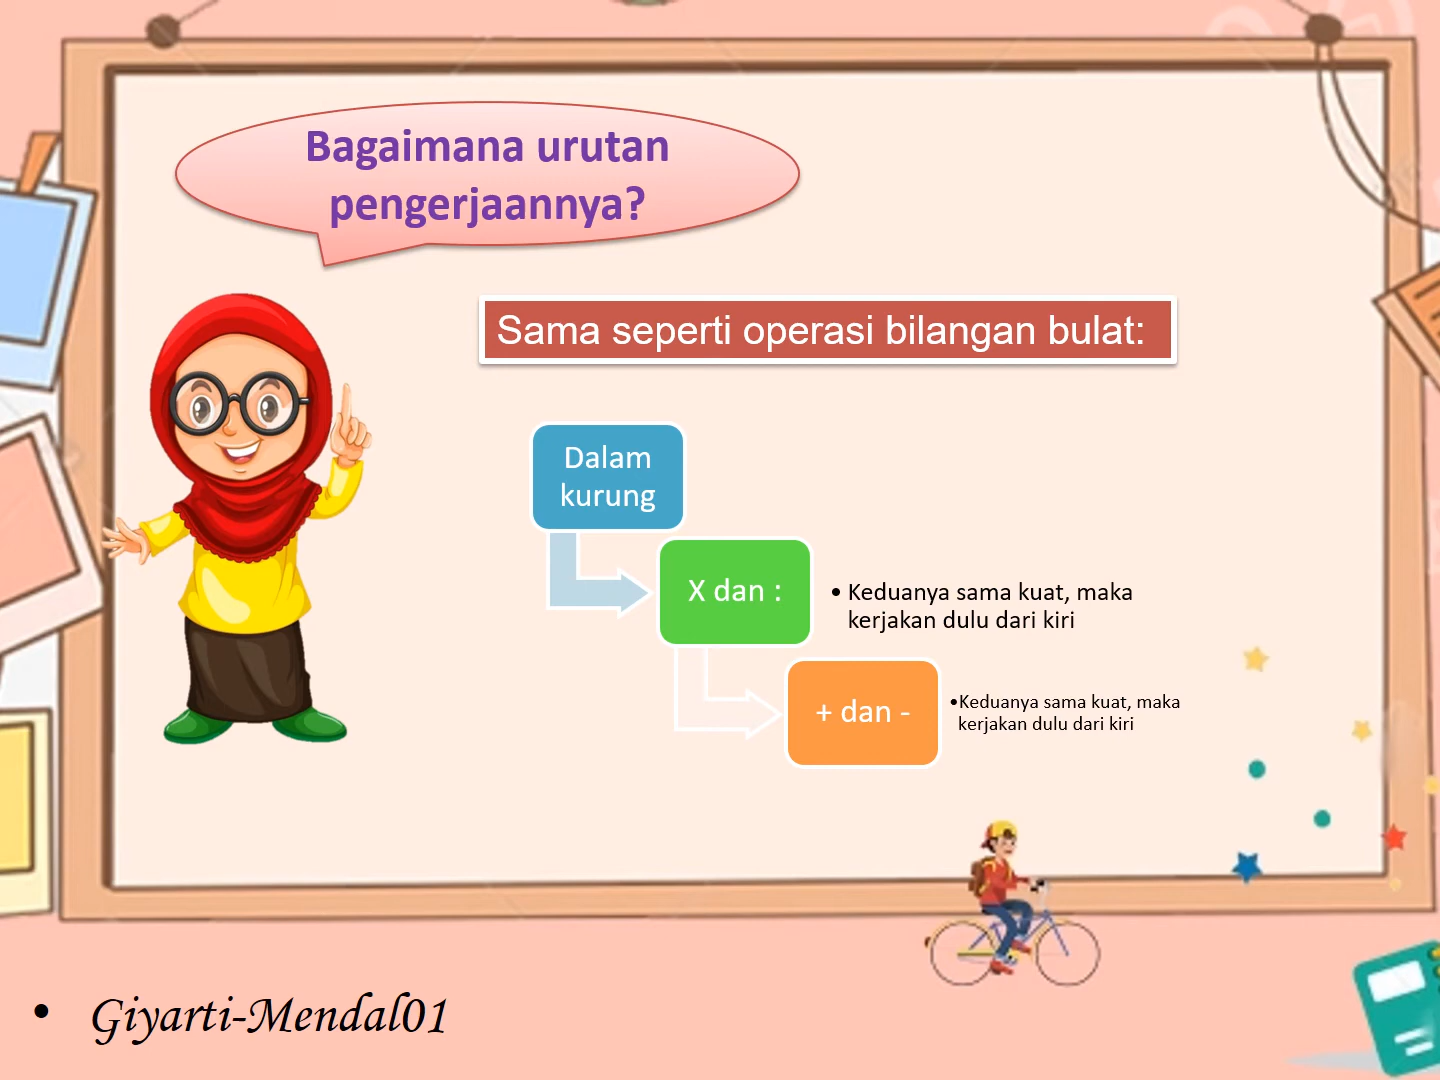 Bagaimana urutan
pengerjaannya?
Sama seperti operasi bilangan bulat:
Dalam
kurung
X dan :
• Keduanya sama kuat, maka
kerjakan dulu dari kiri
+ dan -
•Keduanya sama kuat, maka
kerjakan dulu dari kiri
• Giyarti-Mendal01